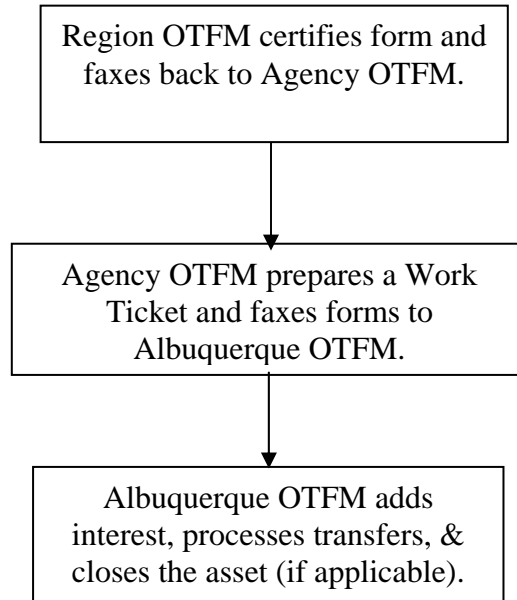 Region OTFM certifies form and
faxes back to Agency OTFM.
Agency OTFM prepares a Work
Ticket and faxes forms to
Albuquerque OTFM.
Albuquerque OTFM adds
interest, processes transfers, &
closes the asset (if applicable).